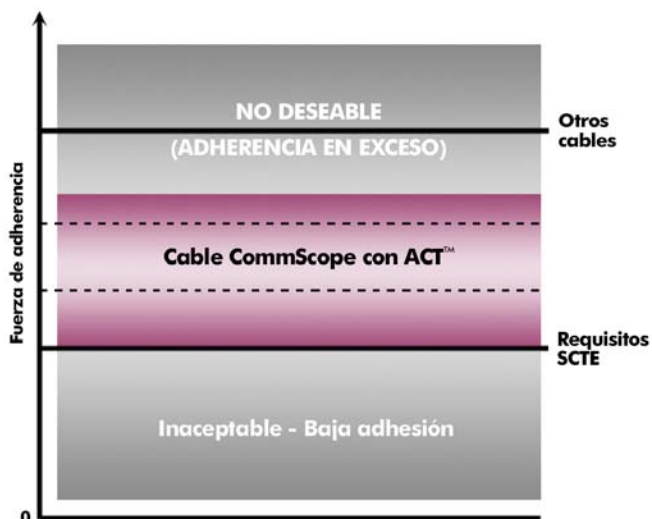 NO DESEABLE
(ADHERENCIA EN EXCESO)
Otros
cables
Cable CommScope con ACT™
Fuerza de adherencia
Requisitos
SCTE
Inaceptable - Baja adhesión
0